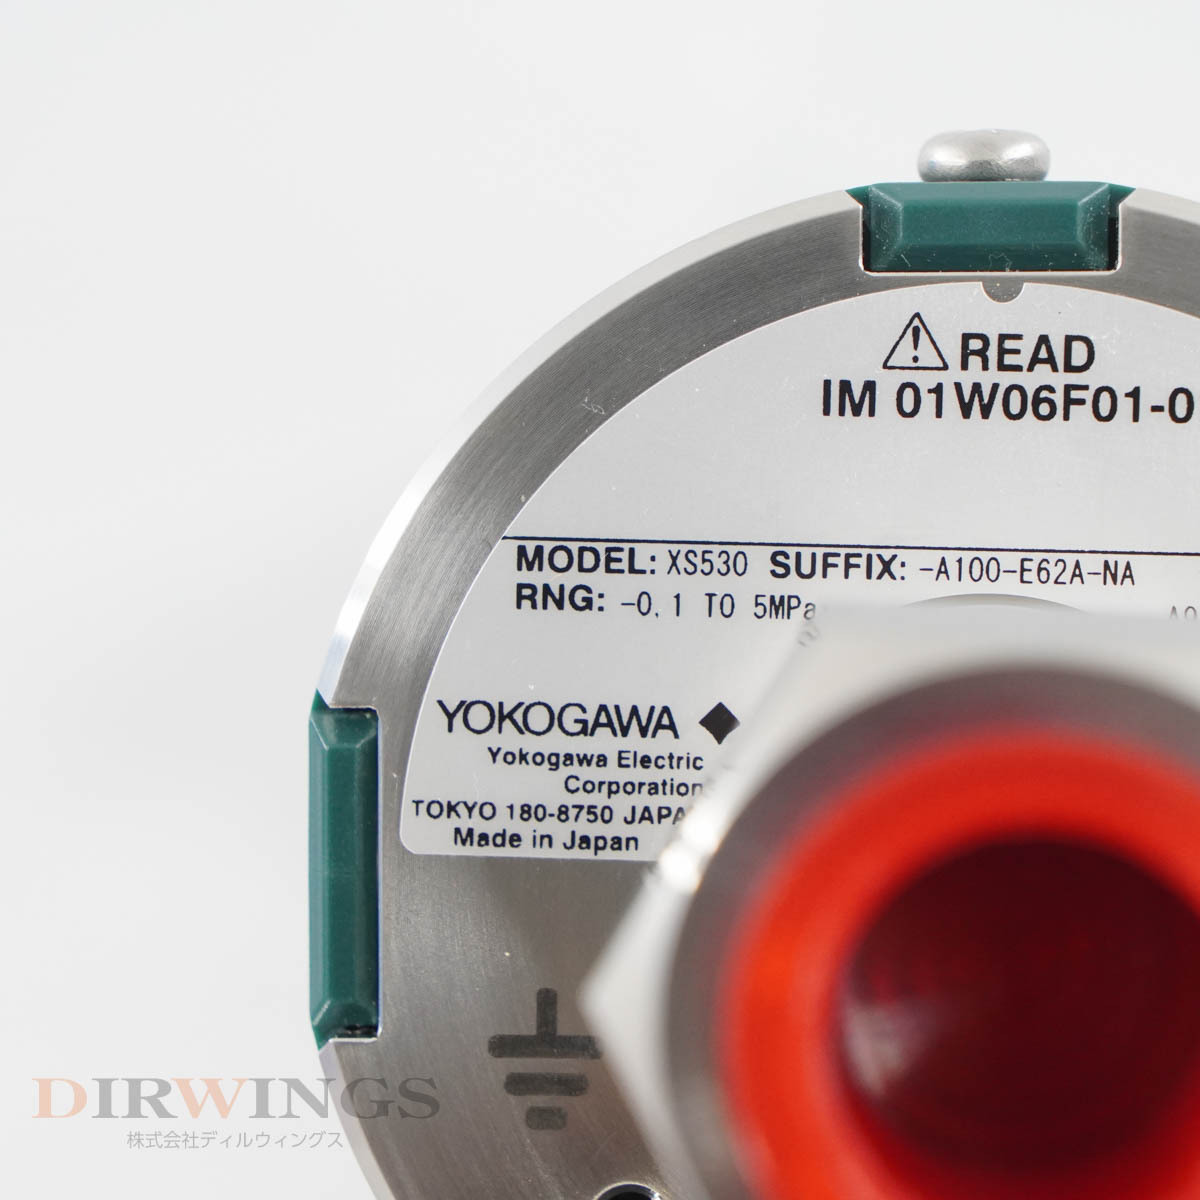 READ
IM 01W06F01-0
MODEL: XS530 SUFFIX: -A100-E62A-NA
RNG: -0.1 TO 5MPa
YOKOGAWA
Yokogawa Electric
Corporation
TOKYO 180-8750 JAPA
Made in Japan
DIRWINGS
株式会社ディルウィングス